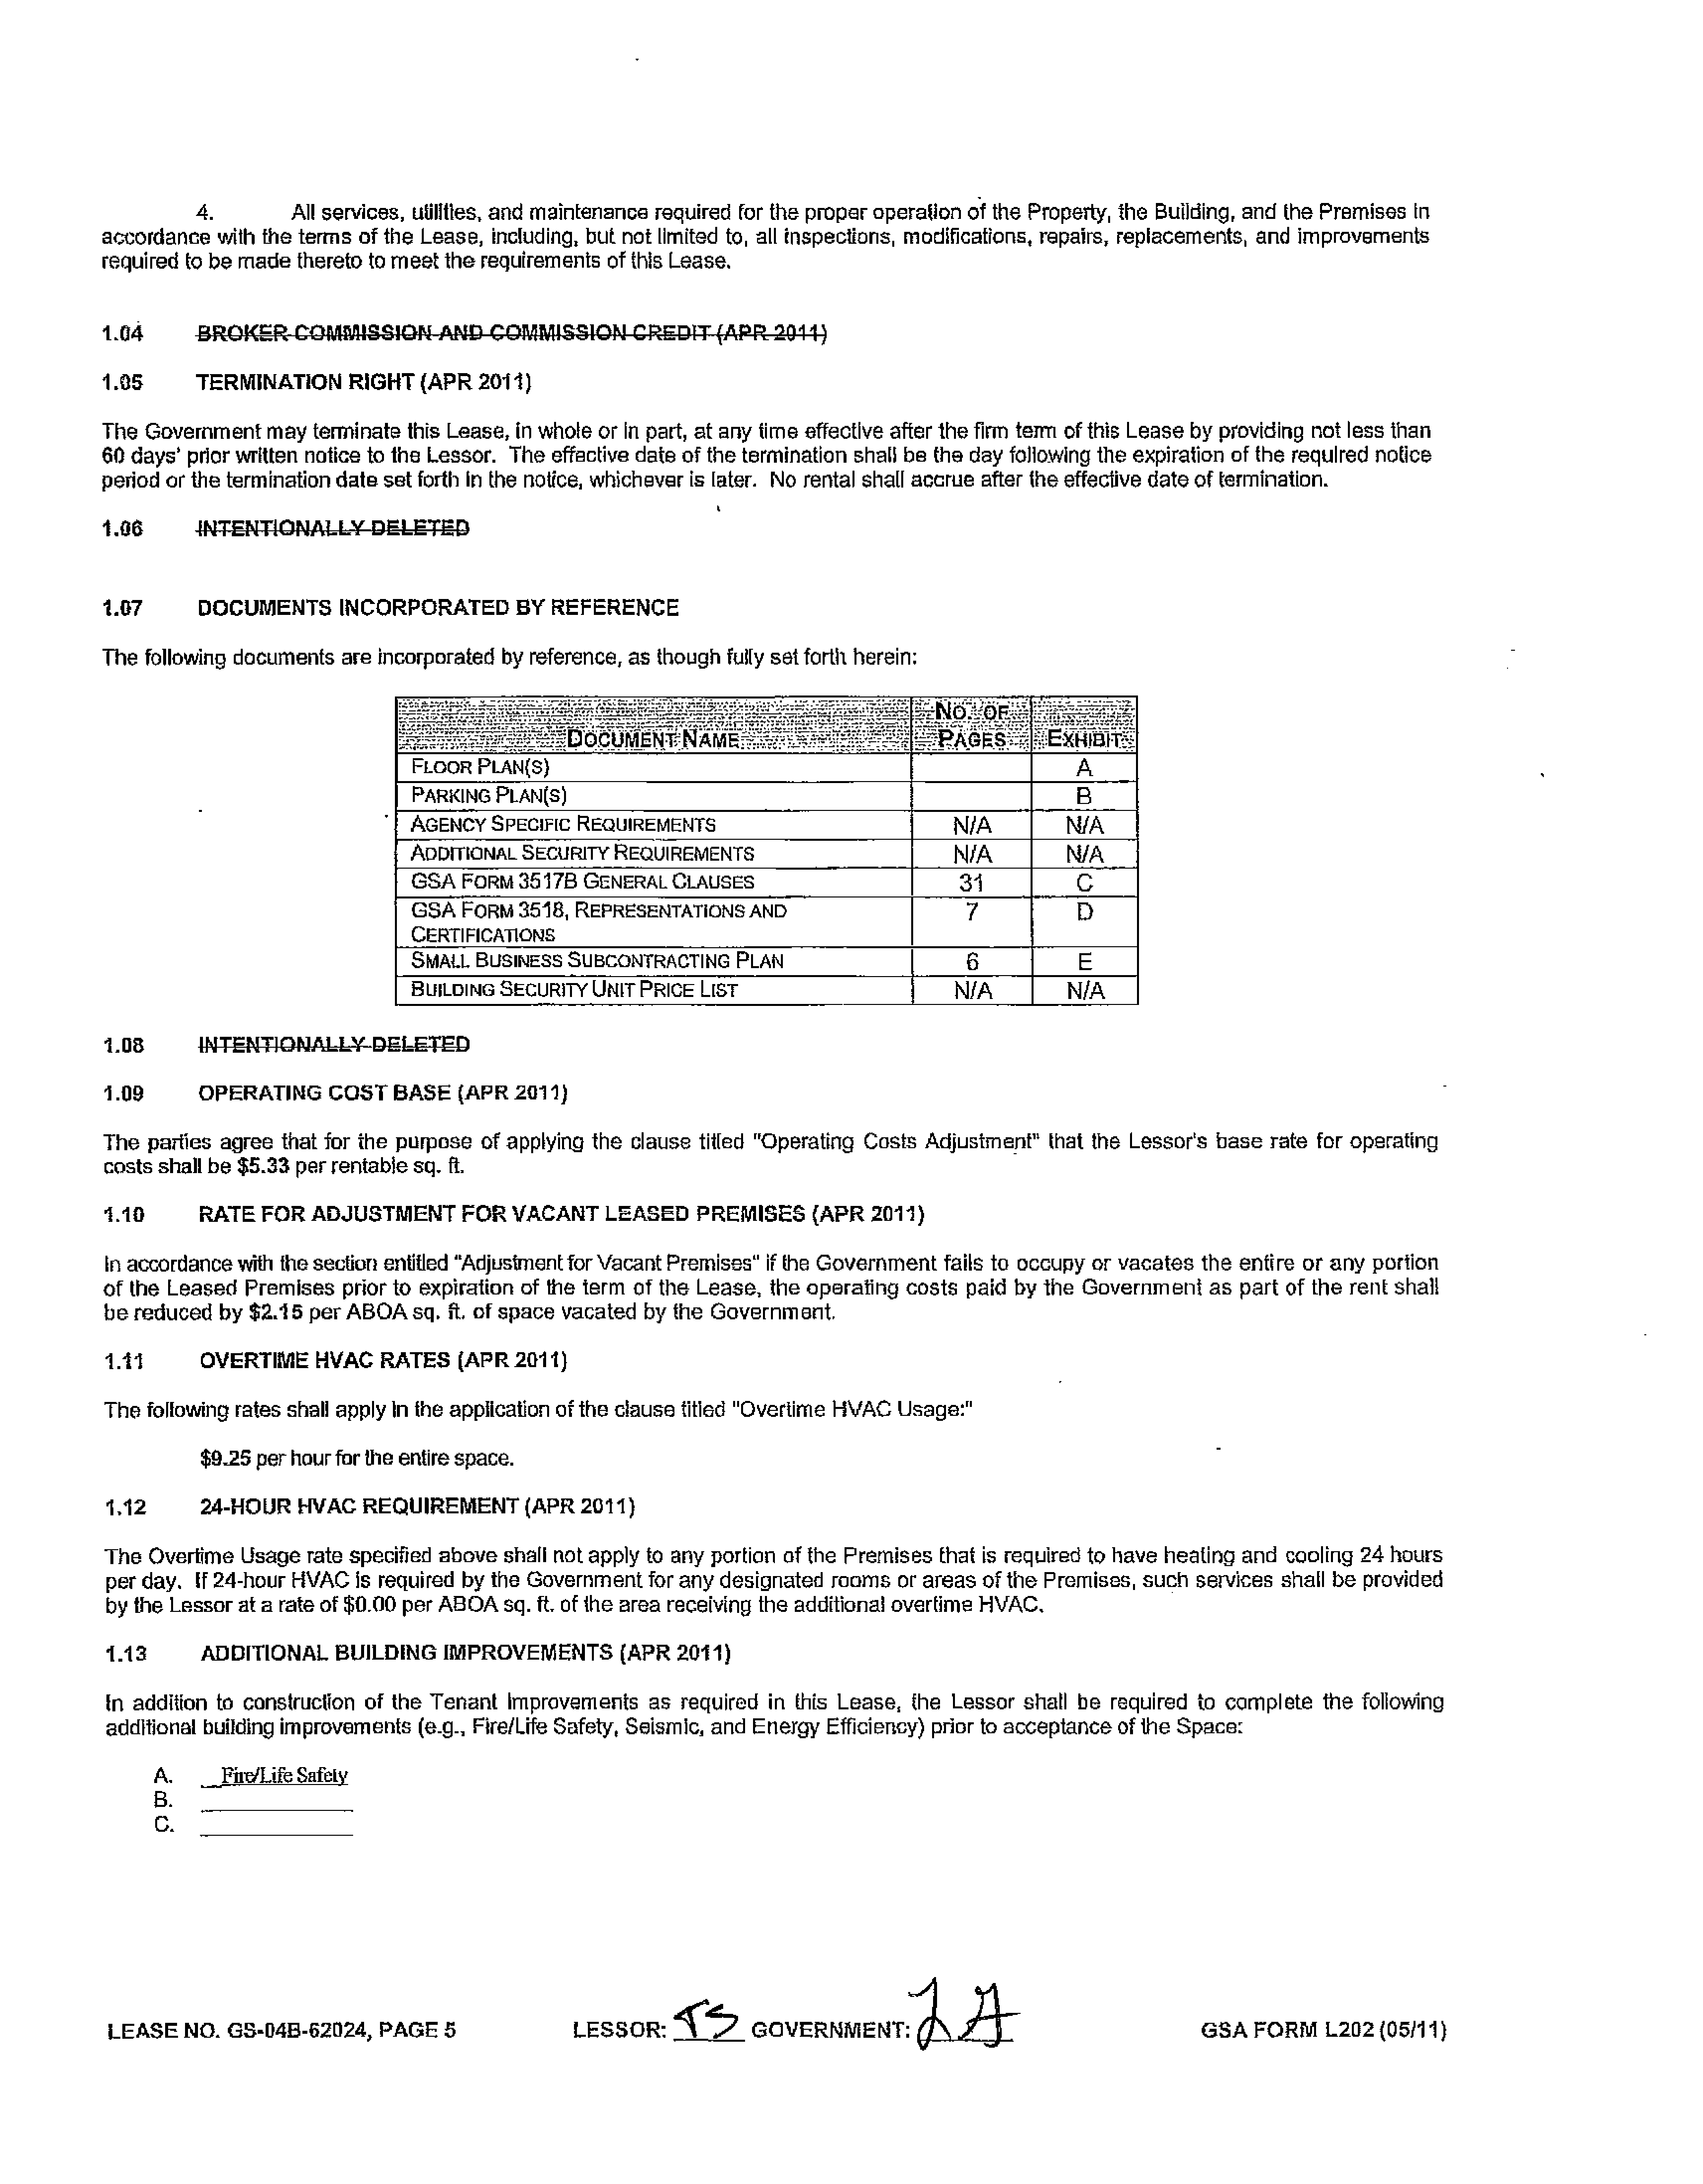 4. All services, utilities, and maintenance required for the proper operation of the Property, the Building, and the Premises in
accordance with the terms of the Lease, including, but not limited to, all inspections, modifications, repairs, replacements, and improvements
required to be made thereto to meet the requirements of this Lease.
1.04 BROKER COMMISSION AND COMMISSION CREDIT (APR 2011)
1.05 TERMINATION RIGHT (APR 2011)
The Government may terminate this Lease, in whole or in part, at any time effective after the firm term of this Lease by providing not less than
60 days' prior written notice to the Lessor. The effective date of the termination shall be the day following the expiration of the required notice
period or the termination date set forth in the notice, whichever is later. No rental shall accrue after the effective date of termination.
1.06 INTENTIONALLY DELETED
1.07 DOCUMENTS INCORPORATED BY REFERENCE
The following documents are incorporated by reference, as though fully set forth herein:
NO. OF
DOCUMENT NAME PAGES EXHIBIT
FLOOR PLAN(S) A
PARKING PLAN(S) B
AGENCY SPECIFIC REQUIREMENTS N/A N/A
ADDITIONAL SECURITY REQUIREMENTS N/A N/A
GSA FORM 3517B GENERAL CLAUSES 31 C
GSA FORM 3518, REPRESENTATIONS AND 7 D
CERTIFICATIONS
SMALL BUSINESS SUBCONTRACTING PLAN 6 E
BUILDING SECURITY UNIT PRICE LIST N/A N/A
1.08 INTENTIONALLY DELETED
1.09 OPERATING COST BASE (APR 2011)
The parties agree that for the purpose of applying the clause titled "Operating Costs Adjustment" that the Lessor's base rate for operating
costs shall be $5.33 per rentable sq. ft.
1.10 RATE FOR ADJUSTMENT FOR VACANT LEASED PREMISES (APR 2011)
In accordance with the section entitled "Adjustment for Vacant Premises" if the Government fails to occupy or vacates the entire or any portion
of the Leased Premises prior to expiration of the term of the Lease, the operating costs paid by the Government as part of the rent shall
be reduced by $2.15 per ABOA sq. ft. of space vacated by the Government.
1.11 OVERTIME HVAC RATES (APR 2011)
The following rates shall apply in the application of the clause titled "Overtime HVAC Usage:"
$9.25 per hour for the entire space.
1.12 24-HOUR HVAC REQUIREMENT (APR 2011)
The Overtime Usage rate specified above shall not apply to any portion of the Premises that is required to have heating and cooling 24 hours
per day. If 24-hour HVAC is required by the Government for any designated rooms or areas of the Premises, such services shall be provided
by the Lessor at a rate of $0.00 per ABOA sq. ft. of the area receiving the additional overtime HVAC.
1.13 ADDITIONAL BUILDING IMPROVEMENTS (APR 2011)
In addition to construction of the Tenant Improvements as required in this Lease, the Lessor shall be required to complete the following
additional building improvements (e.g., Fire/Life Safety, Seismic, and Energy Efficiency) prior to acceptance of the Space:
A. Fire/Life Safety
B.
C.
LEASE NO. GS-04B-62024, PAGE 5 LESSOR: TS GOVERNMENT: GSA FORM L202 (05/11)